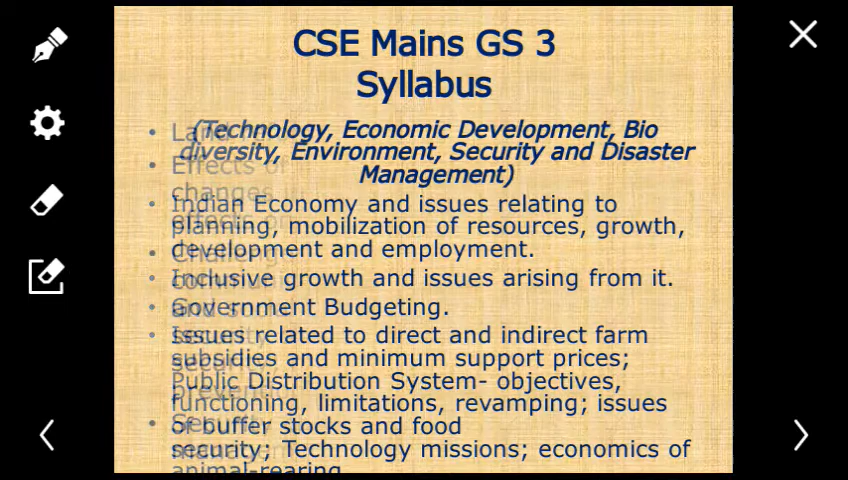 CSE Mains GS 3
Syllabus
(Technology, Economic Development, Bio
diversity, Environment, Security and Disaster
Management)
• Indian Economy and issues relating to
planning, mobilization of resources, growth,
development and employment.
• Inclusive growth and issues arising from it.
• Government Budgeting.
• Issues related to direct and indirect farm
subsidies and minimum support prices;
Public Distribution System- objectives,
functioning, limitations, revamping; issues
of buffer stocks and food
security; Technology missions; economics of
animal-rearing